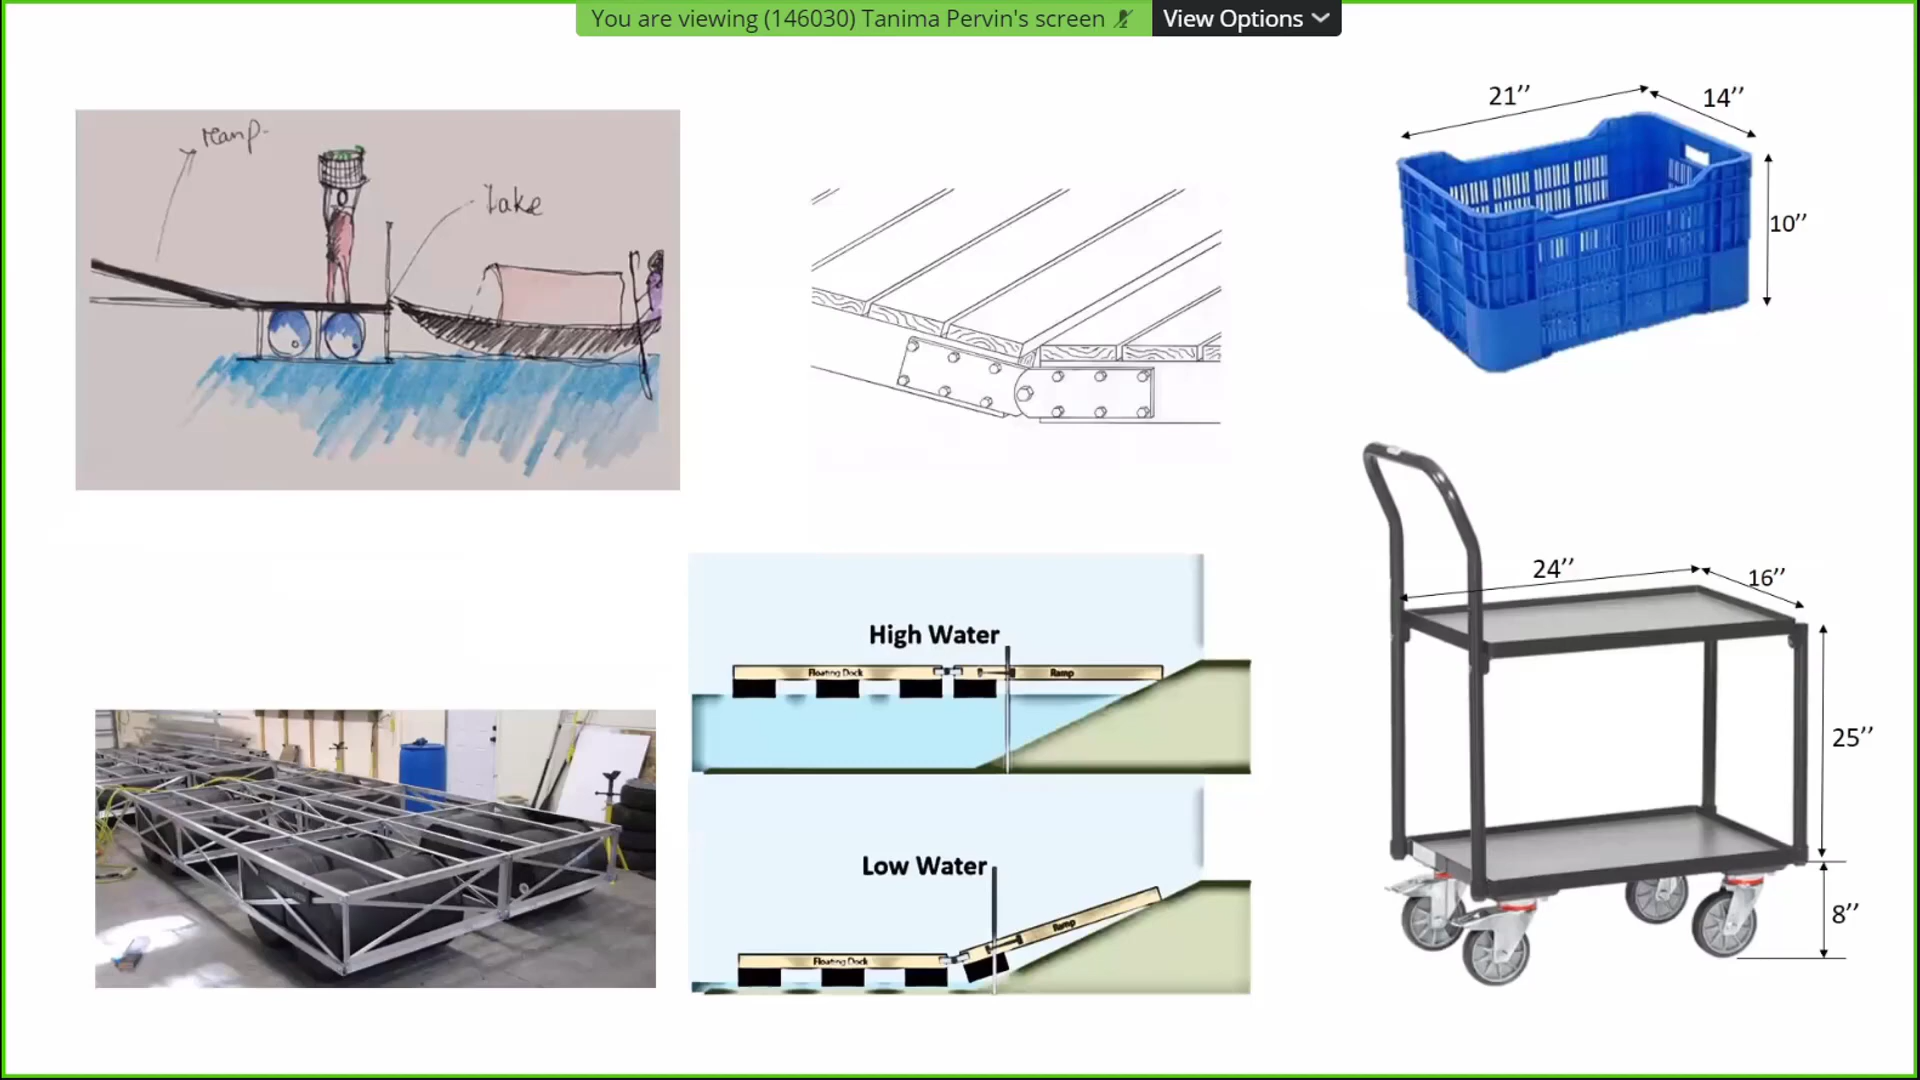 You are viewing (146030) Tanima Pervin's screen
View Options
Ramp
Lake
21’’
14’’
10’’
High Water
Floating Dock
Ramp
Low Water
Floating Dock
Ramp
24’’
16’’
25’’
8’’